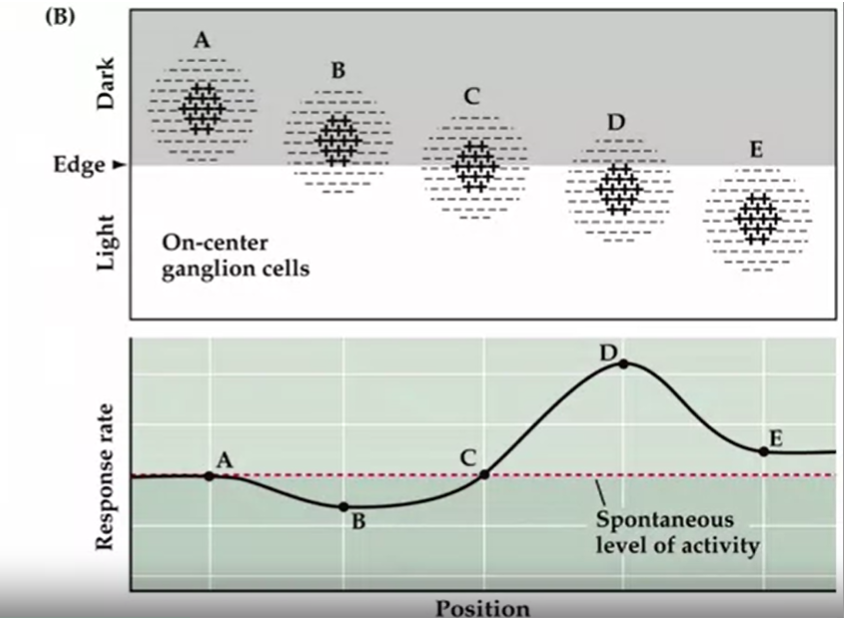 (B)
A
B
C
D
E
Dark
Edge
Light
On-center
ganglion cells
D
A
C
E
B
Spontaneous
level of activity
Response rate
Position